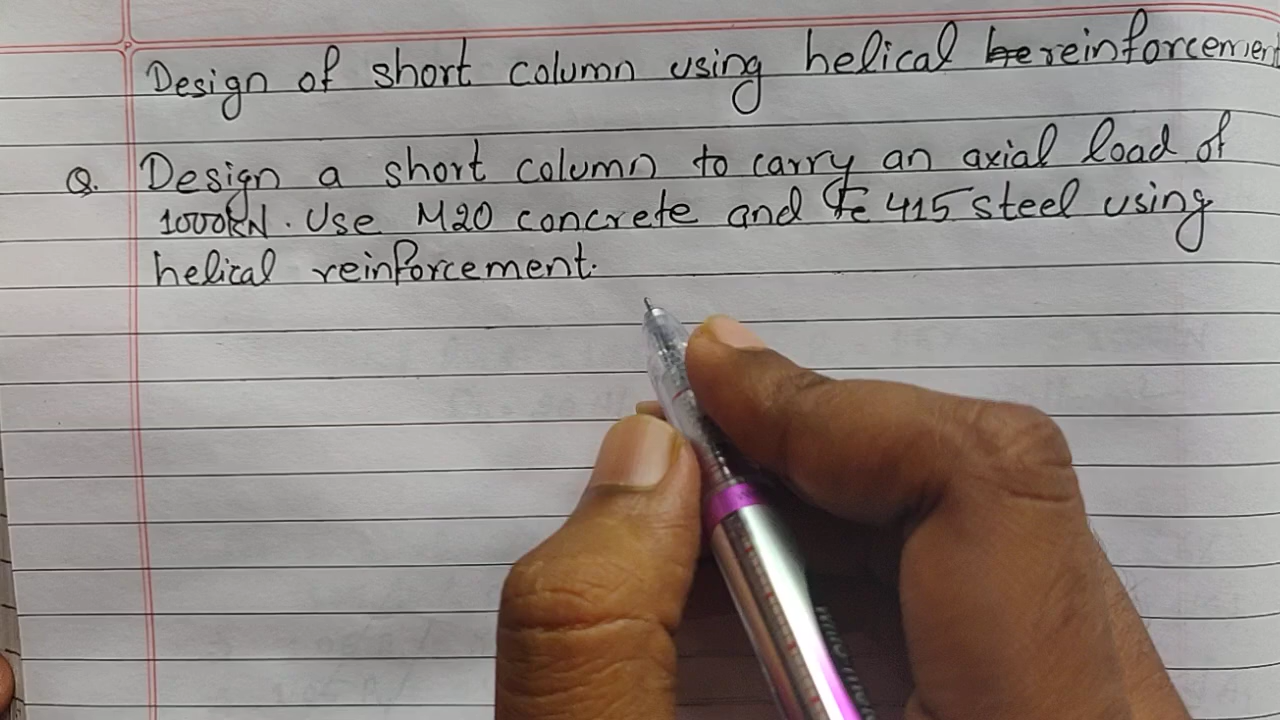 Design of short column using helical reinforcement
Q. Design a short column to carry an axial load of
1000kN. Use M20 concrete and Fe 415 steel using
helical reinforcement.